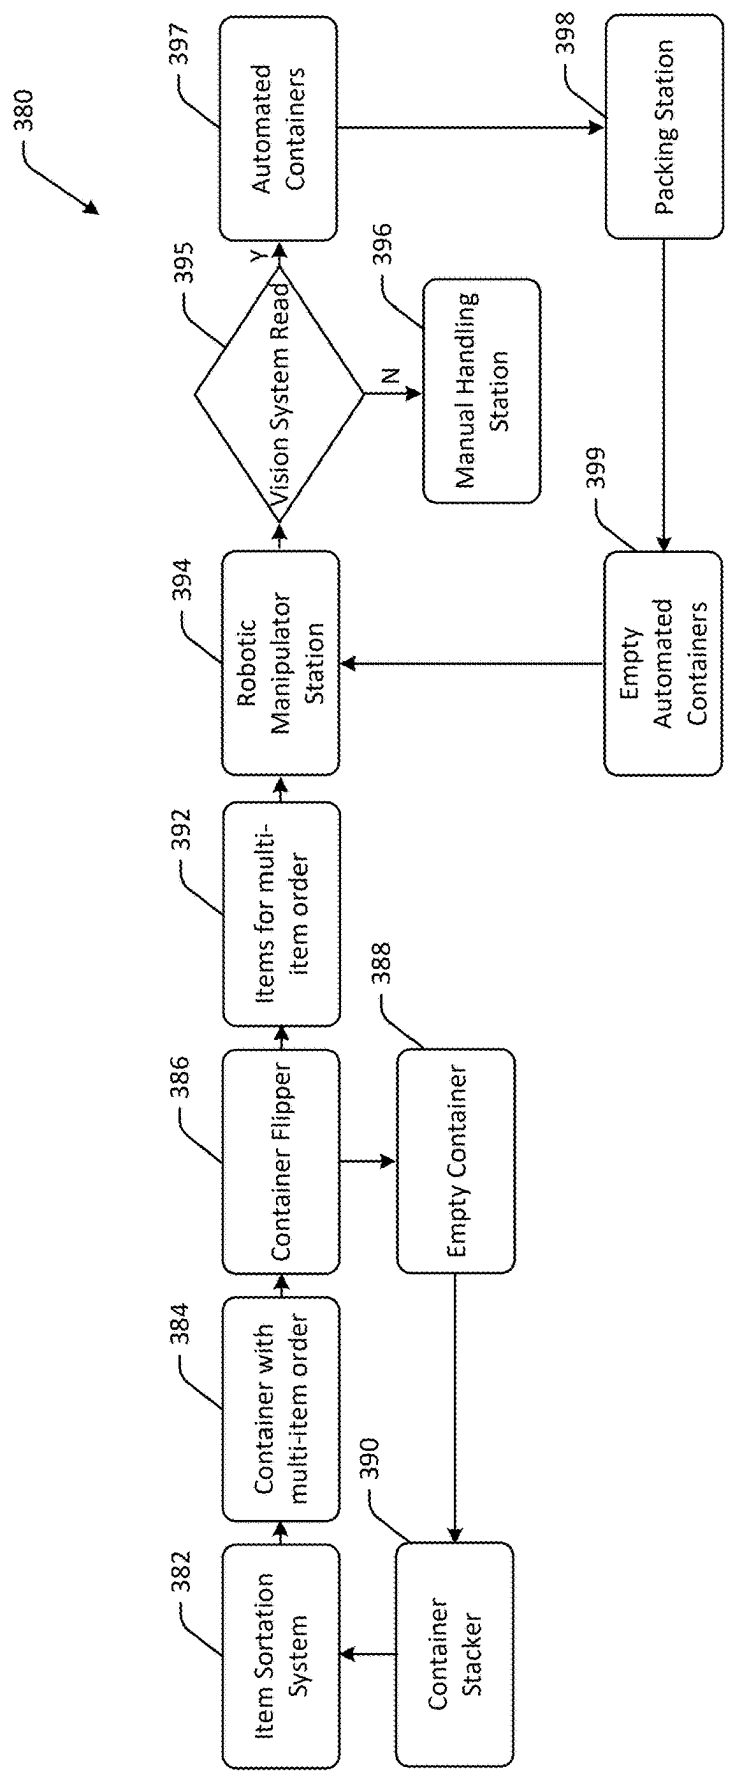 380
382
Item Sortation
System
384
Container with
multi-item order
386
Container Flipper
392
Items for multi-
item order
394
Robotic
Manipulator
Station
395
Vision System Read
Y
N
397
Automated
Containers
390
Container
Stacker
388
Empty Container
396
Manual Handling
Station
399
Empty
Automated
Containers
398
Packing Station